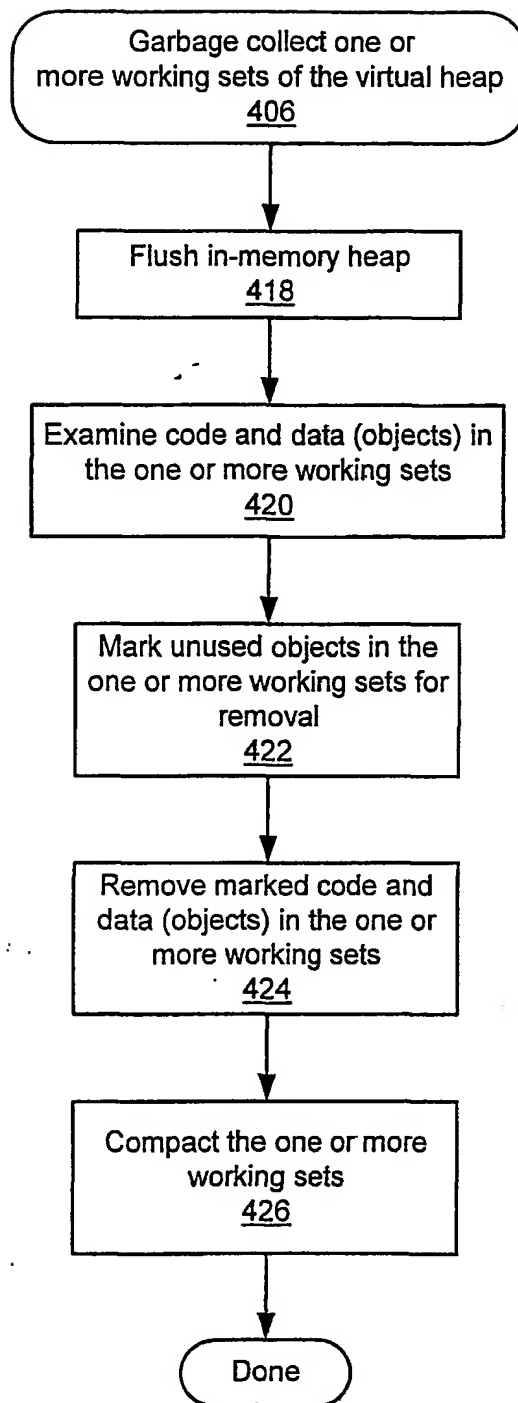 Garbage collect one or
more working sets of the virtual heap
406
Flush in-memory heap
418
Examine code and data (objects) in
the one or more working sets
420
Mark unused objects in the
one or more working sets for
removal
422
Remove marked code and
data (objects) in the one or
more working sets
424
Compact the one or more
working sets
426
Done